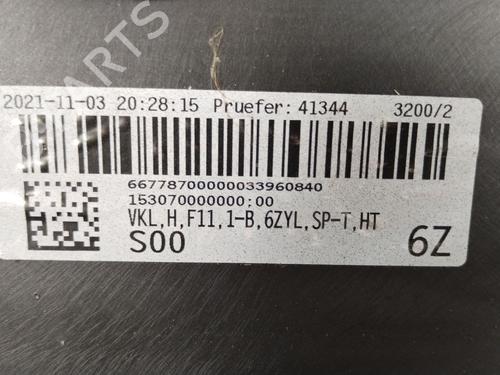 PARTS
2021-11-03 20:28:15 Pruefer: 41344 3200/2
66778700000033960840
153070000000;00
VKL,H,F11,1-B,6ZYL,SP-T,HT
S00 6Z